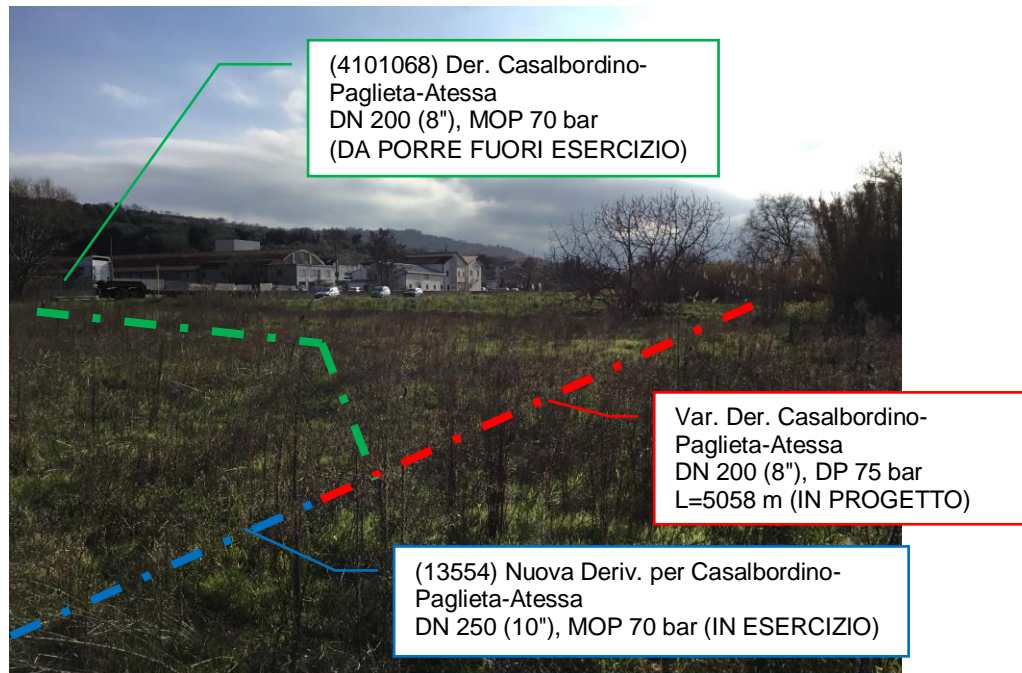 (4101068) Der. Casalbordino-
Paglieta-Atessa
DN 200 (8"), MOP 70 bar
(DA PORRE FUORI ESERCIZIO)
Var. Der. Casalbordino-
Paglieta-Atessa
DN 200 (8"), DP 75 bar
L=5058 m (IN PROGETTO)
(13554) Nuova Deriv. per Casalbordino-
Paglieta-Atessa
DN 250 (10"), MOP 70 bar (IN ESERCIZIO)